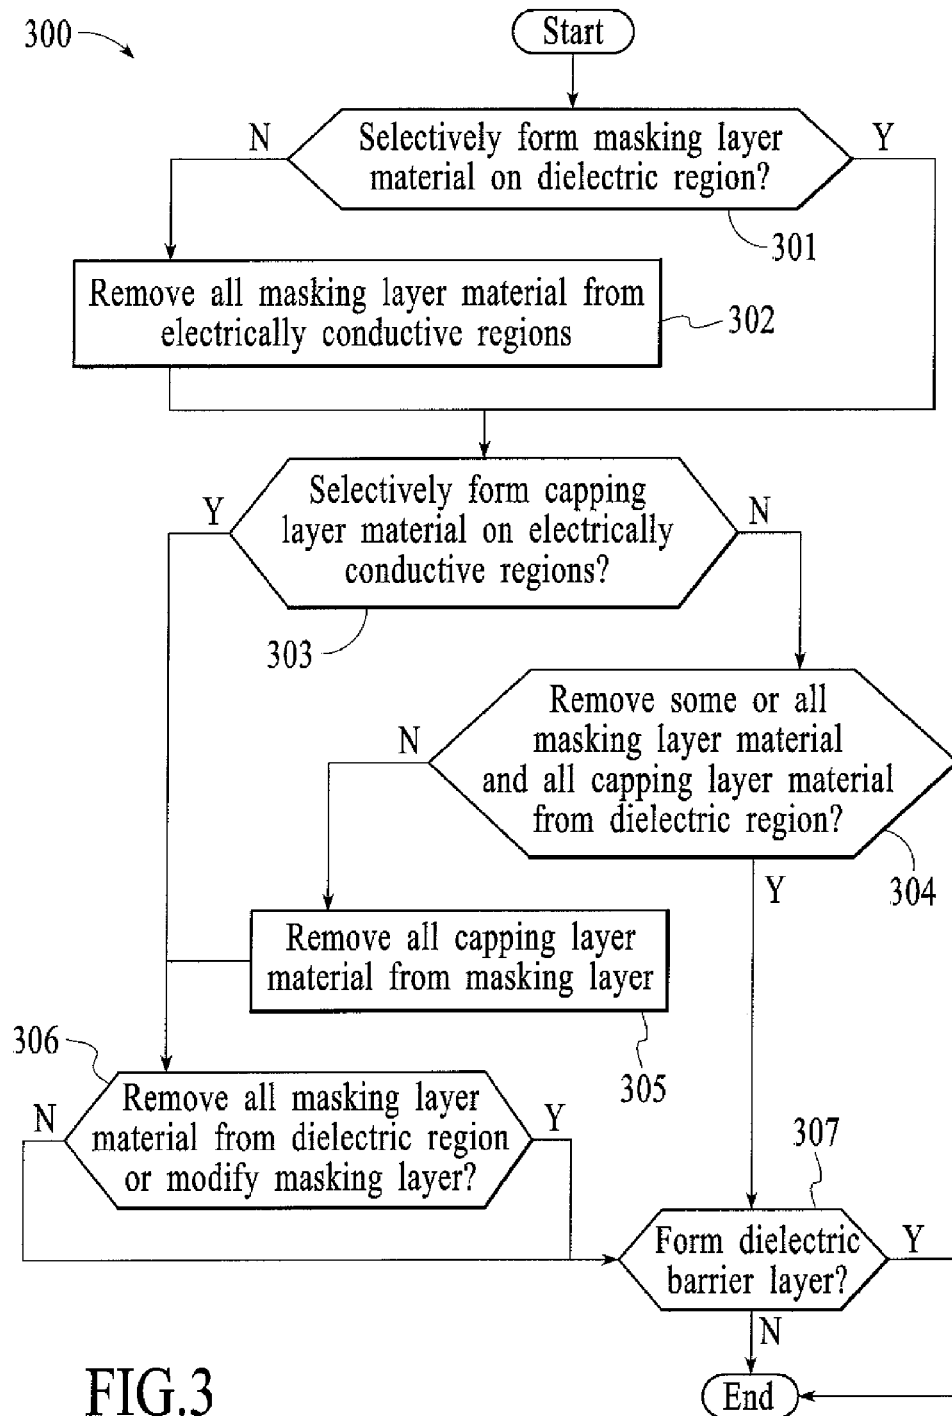 300
Start
N
Selectively form masking layer
material on dielectric region?
Y
301
Remove all masking layer material from
electrically conductive regions
302
Y
Selectively form capping
layer material on electrically
conductive regions?
N
303
N
Remove some or all
masking layer material
and all capping layer material
from dielectric region?
304
Y
Remove all capping layer
material from masking layer
305
306
N
Remove all masking layer
material from dielectric region
or modify masking layer?
Y
307
Form dielectric
barrier layer?
Y
N
End
FIG.3